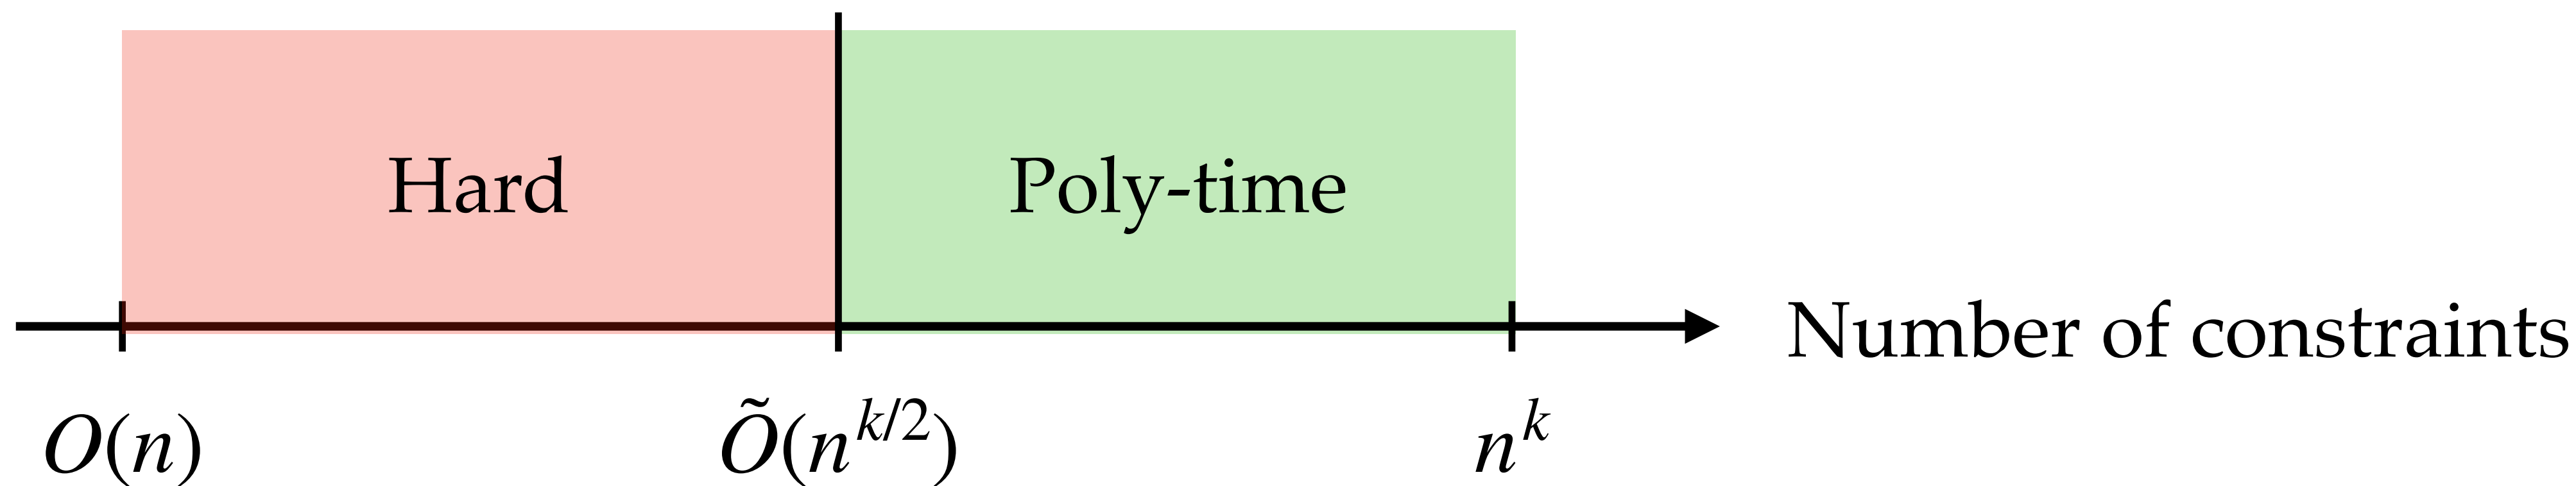 Hard
Poly-time
Number of constraints
O(n)
Õ(n^{k/2})
n^k